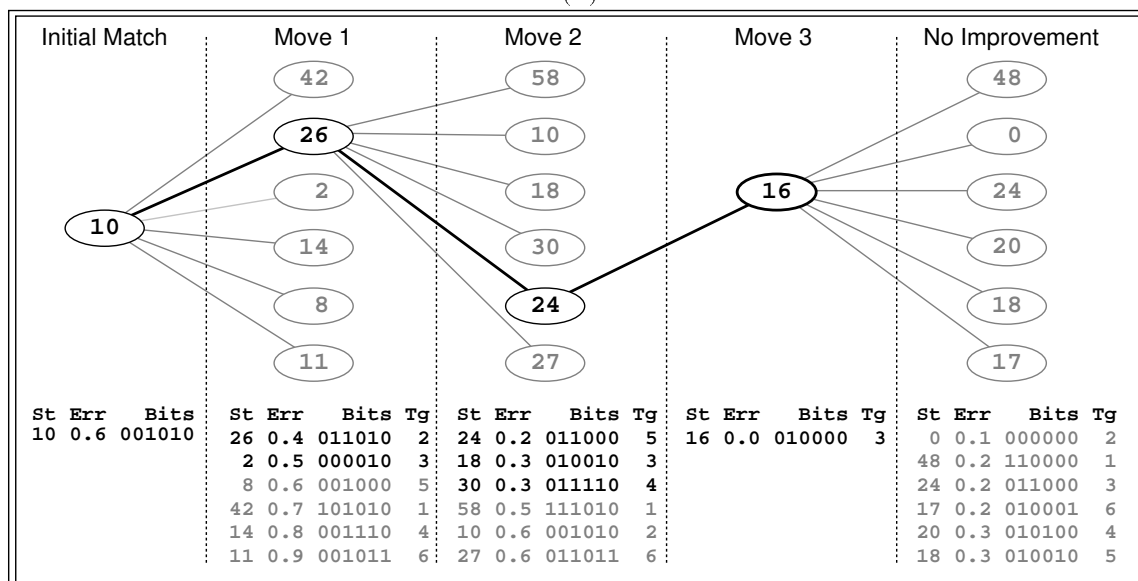 Initial Match Move 1 Move 2 Move 3 No Improvement
42 58 48
26 10 0
2 18 16 24
10 14 30 20
8 24 18
11 27 17
St Err Bits St Err Bits Tg St Err Bits Tg St Err Bits Tg St Err Bits Tg
10 0.6 001010 26 0.4 011010 2 24 0.2 011000 5 16 0.0 010000 3 0 0.1 000000 2
2 0.5 000010 3 18 0.3 010010 3 48 0.2 110000 1
8 0.6 001000 5 30 0.3 011110 4 24 0.2 011000 3
42 0.7 101010 1 58 0.5 111010 1 17 0.2 010001 6
14 0.8 001110 4 10 0.6 001010 2 20 0.3 010100 4
11 0.9 001011 6 27 0.6 011011 6 18 0.3 010010 5